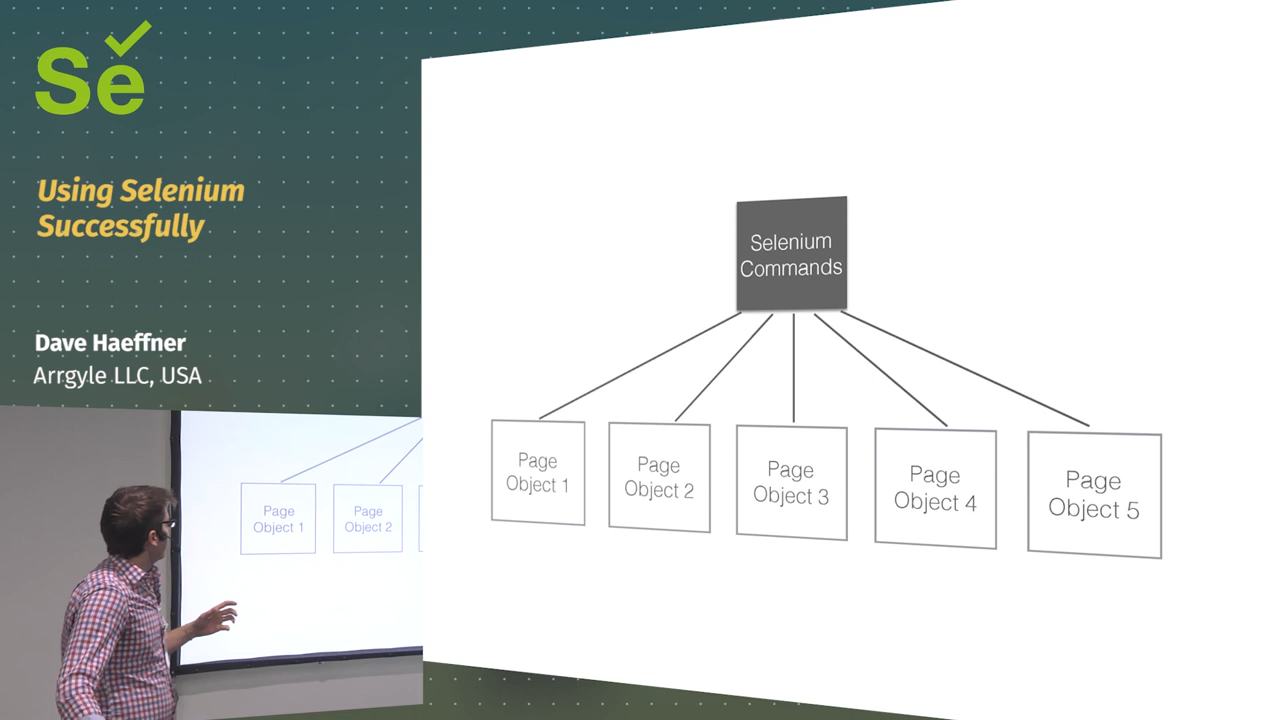 Se
Using Selenium
Successfully
Dave Haeffner
Arrgyle LLC, USA
Selenium
Commands
Page
Object 1
Page
Object 2
Page
Object 3
Page
Object 4
Page
Object 5
Page
Object 1
Page
Object 2